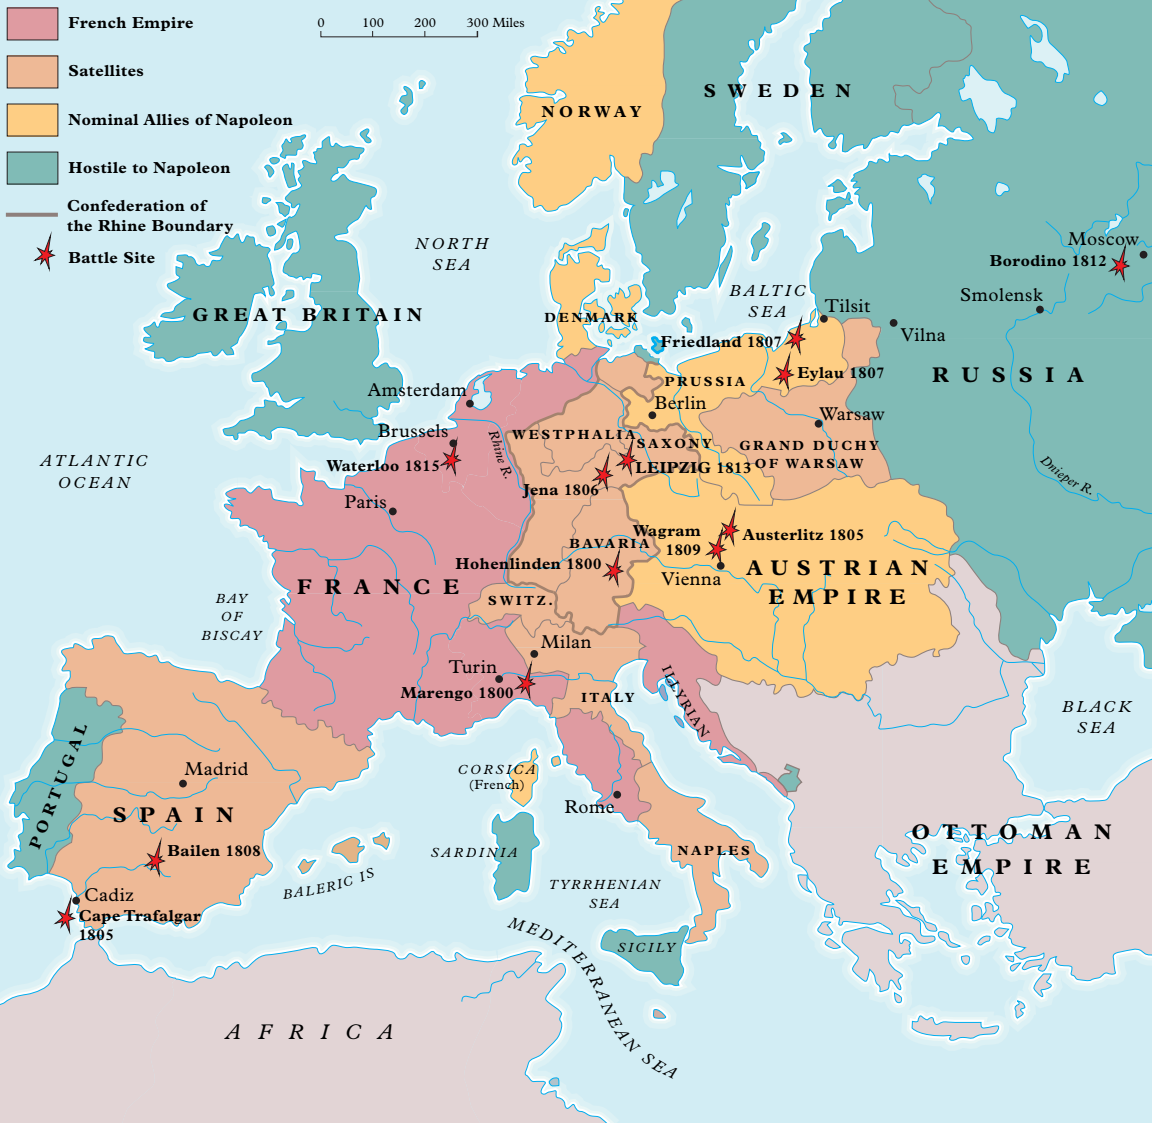 French Empire
Satellites
Nominal Allies of Napoleon
Hostile to Napoleon
Confederation of
the Rhine Boundary
Battle Site
0 100 200 300 Miles
NORWAY
SWEDEN
NORTH
SEA
GREAT BRITAIN
DENMARK
BALTIC
SEA
Tilsit
Vilna
Moscow
Borodino 1812
Smolensk
RUSSIA
Friedland 1807
Eylau 1807
PRUSSIA
Berlin
Warsaw
GRAND DUCHY
OF WARSAW
Dnieper R.
Amsterdam
Brussels
Rhine R.
WESTPHALIA
SAXONY
Waterloo 1815
LEIPZIG 1813
Jena 1806
ATLANTIC
OCEAN
Paris
Wagram
1809
Austerlitz 1805
BAVARIA
Hohenlinden 1800
Vienna
AUSTRIAN
EMPIRE
FRANCE
SWITZ.
BAY
OF
BISCAY
Milan
Turin
Marengo 1800
ITALY
ILLYRIAN
BLACK
SEA
PORTUGAL
Madrid
SPAIN
Bailen 1808
Cadiz
Cape Trafalgar
1805
CORSICA
(French)
Rome
SARDINIA
BALERIC IS
NAPLES
TYRRHENIAN
SEA
SICILY
MEDITERRANEAN SEA
OTTOMAN
EMPIRE
AFRICA